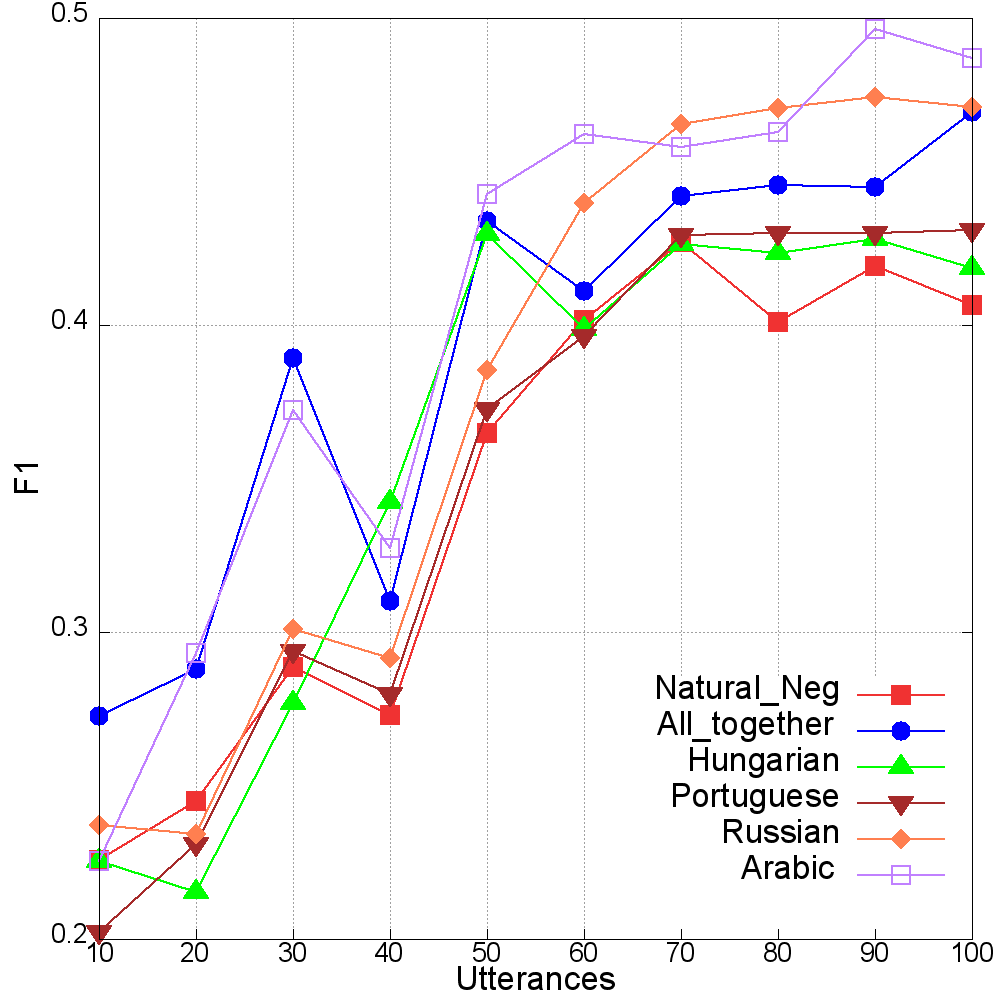 0.5
0.4
0.3
0.2
F1
10 20 30 40 50 60 70 80 90 100
Utterances
Natural_Neg
All_together
Hungarian
Portuguese
Russian
Arabic